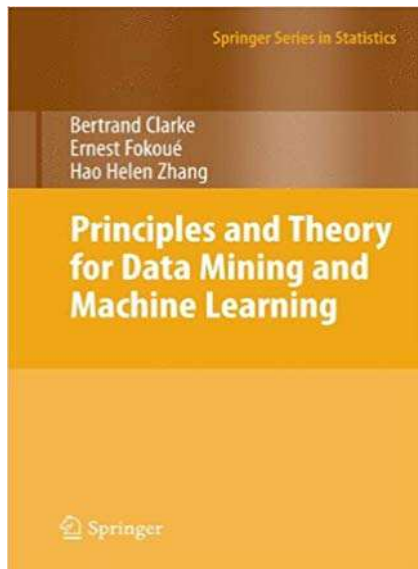 Springer Series in Statistics
Bertrand Clarke
Ernest Fokoué
Hao Helen Zhang
Principles and Theory
for Data Mining and
Machine Learning
Springer